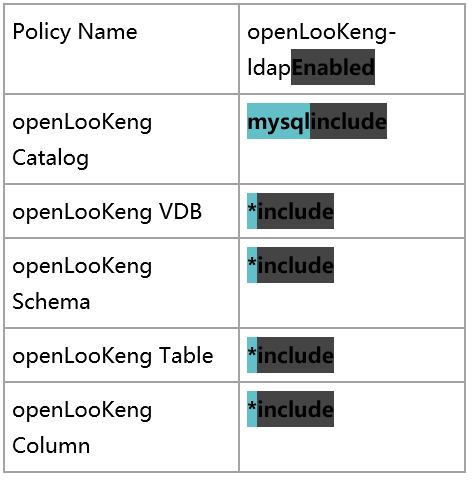 Policy Name
openLooKeng-
ldapEnabled
openLooKeng
Catalog
mysqlinclude
openLooKeng VDB
*include
openLooKeng
Schema
*include
openLooKeng Table
*include
openLooKeng
Column
*include